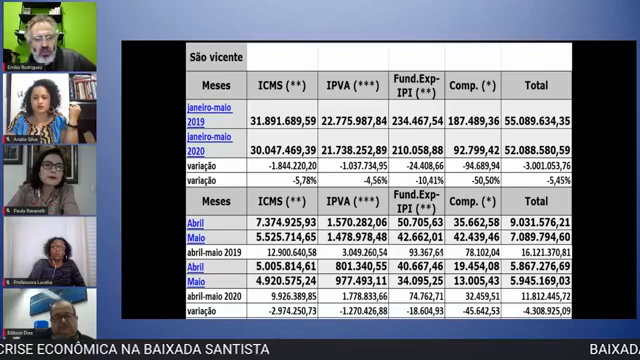 Emílio Rodriguez
Anália Silva
Paula Ravanelli
Professora Lucélia
Edilson Dias
São vicente
Meses ICMS (**) IPVA (***) Fund.Exp-IPI (**) Comp. (*) Total
janeiro-maio 2019 31.891.689,59 22.775.987,84 234.467,54 187.489,36 55.089.634,35
janeiro-maio 2020 30.047.469,39 21.738.252,89 210.058,88 92.799,42 52.088.580,59
variação -1.844.220,20 -1.037.734,95 -24.408,66 -94.689,94 -3.001.053,76
variação -5,78% -4,56% -10,41% -50,50% -5,45%
Meses ICMS (**) IPVA (***) Fund.Exp-IPI (**) Comp. (*) Total
Abril 7.374.925,93 1.570.282,06 50.705,63 35.662,58 9.031.576,21
Maio 5.525.714,65 1.478.978,48 42.662,01 42.439,46 7.089.794,60
abril-maio 2019 12.900.640,58 3.049.260,54 93.367,64 78.102,04 16.121.370,81
Abril 5.005.814,61 801.340,55 40.667,46 19.454,08 5.867.276,69
Maio 4.920.575,24 977.493,11 34.095,25 13.005,43 5.945.169,03
abril-maio 2020 9.926.389,85 1.778.833,66 74.762,71 32.459,51 11.812.445,72
variação -2.974.250,73 -1.270.426,88 -18.604,93 -45.642,53 -4.308.925,09
CRISE ECONÔMICA NA BAIXADA SANTISTA BAIXADA